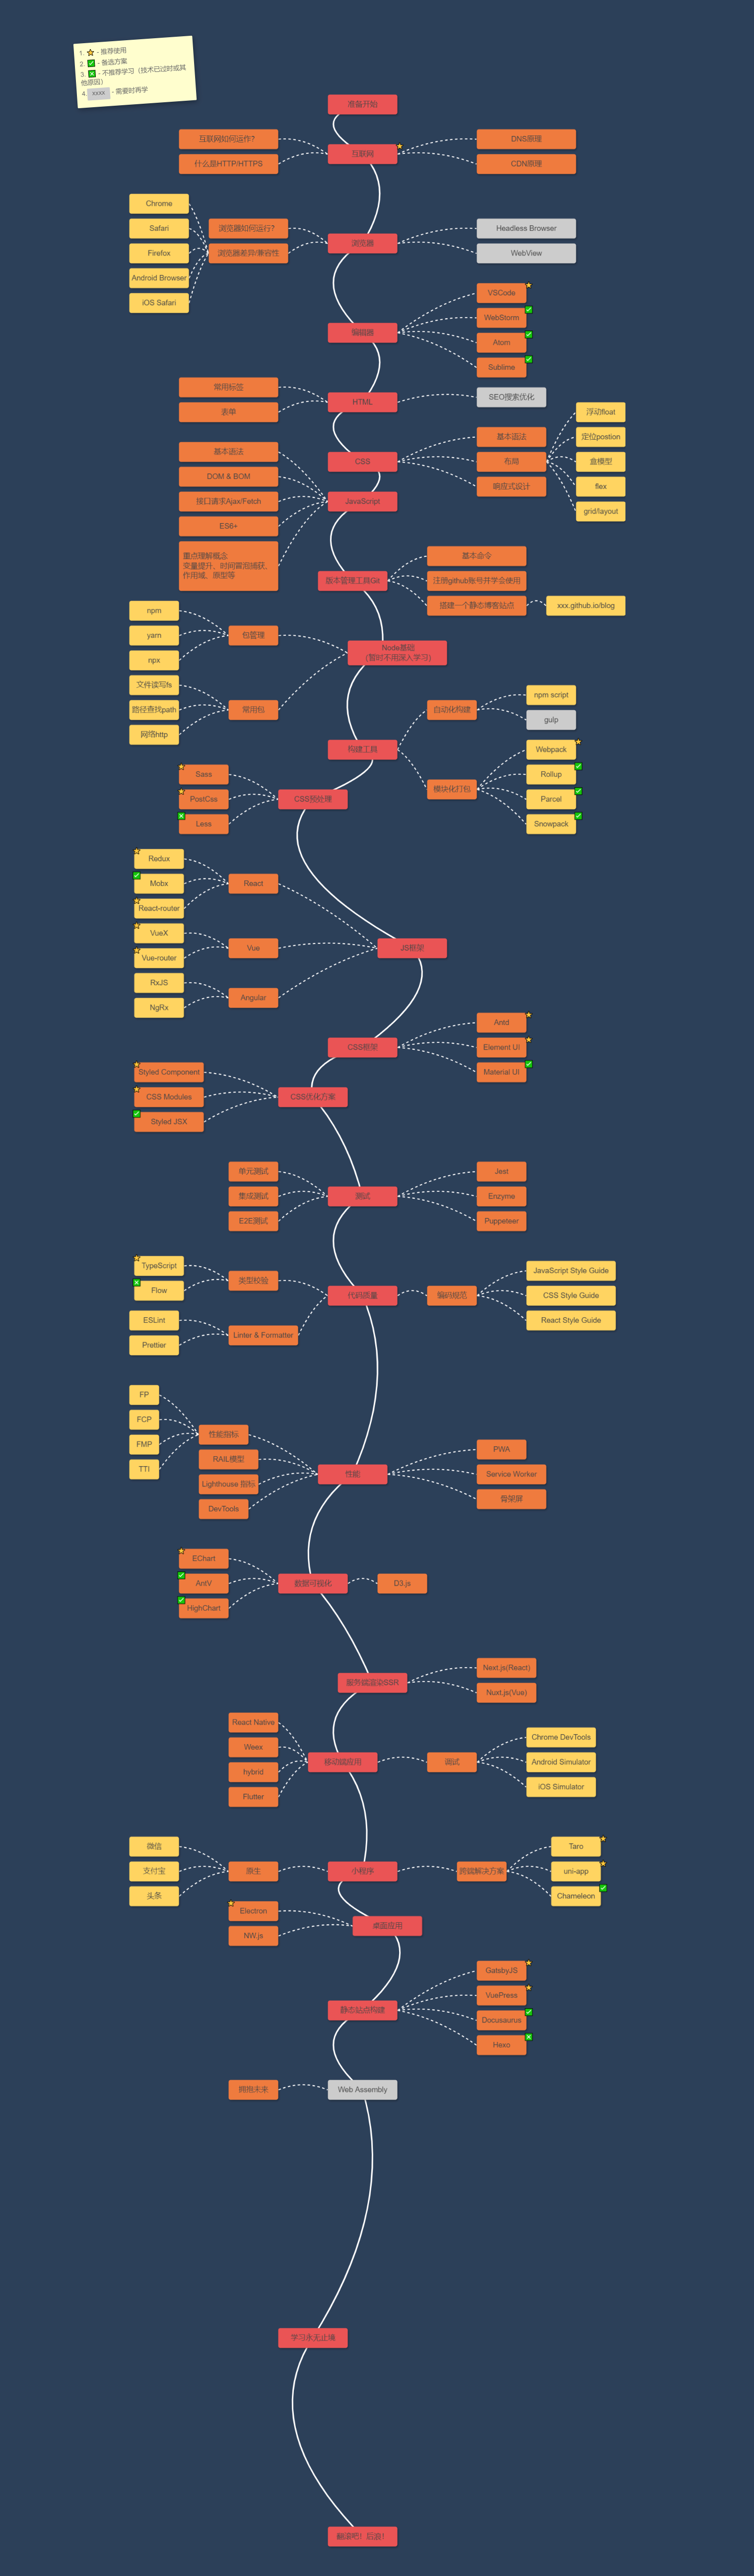 1. - 推荐使用
2. - 备选方案
3. - 不推荐学习（技术已过时或其
他原因）
4. xxxx - 需要时再学
准备开始
互联网如何运作?
什么是HTTP/HTTPS
互联网
DNS原理
CDN原理
Chrome
Safari
Firefox
Android Browser
iOS Safari
浏览器如何运行?
浏览器差异/兼容性
浏览器
Headless Browser
WebView
编辑器
VSCode
WebStorm
Atom
Sublime
常用标签
表单
HTML
SEO搜索优化
CSS
基本语法
布局
响应式设计
浮动float
定位postion
盒模型
flex
grid/layout
基本语法
DOM & BOM
接口请求Ajax/Fetch
ES6+
重点理解概念
变量提升、时间冒泡捕获、
作用域、原型等
JavaScript
版本管理工具Git
基本命令
注册github账号并学会使用
搭建一个静态博客站点
xxx.github.io/blog
npm
yarn
npx
文件读写fs
路径查找path
网络http
包管理
常用包
Node基础
(暂时不用深入学习)
构建工具
自动化构建
npm script
gulp
模块化打包
Webpack
Rollup
Parcel
Snowpack
Sass
PostCss
Less
CSS预处理
Redux
Mobx
React-router
VueX
Vue-router
RxJS
NgRx
React
Vue
Angular
JS框架
CSS框架
Antd
Element UI
Material UI
Styled Component
CSS Modules
Styled JSX
CSS优化方案
单元测试
集成测试
E2E测试
测试
Jest
Enzyme
Puppeteer
TypeScript
Flow
ESLint
Prettier
类型校验
Linter & Formatter
代码质量
编码规范
JavaScript Style Guide
CSS Style Guide
React Style Guide
FP
FCP
FMP
TTI
性能指标
RAIL模型
Lighthouse 指标
DevTools
性能
PWA
Service Worker
骨架屏
EChart
AntV
HighChart
数据可视化
D3.js
服务端渲染SSR
Next.js(React)
Nuxt.js(Vue)
React Native
Weex
hybrid
Flutter
移动端应用
调试
Chrome DevTools
Android Simulator
iOS Simulator
微信
支付宝
头条
原生
小程序
跨端解决方案
Taro
uni-app
Chameleon
Electron
NW.js
桌面应用
静态站点构建
GatsbyJS
VuePress
Docusaurus
Hexo
拥抱未来
Web Assembly
学习永无止境
翻滚吧！后浪！